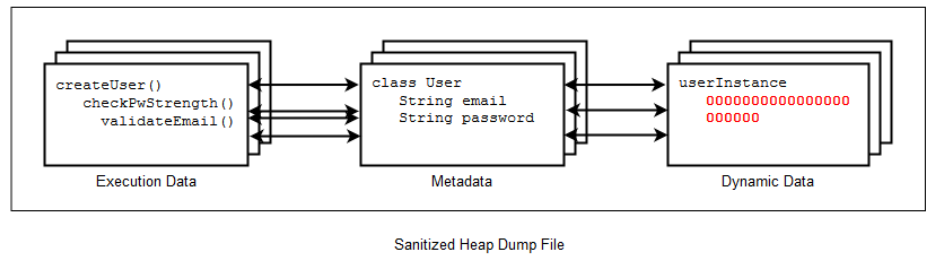 createUser()
checkPwStrength()
validateEmail()
Execution Data
class User
String email
String password
Metadata
userInstance
0000000000000000
000000
Dynamic Data
Sanitized Heap Dump File